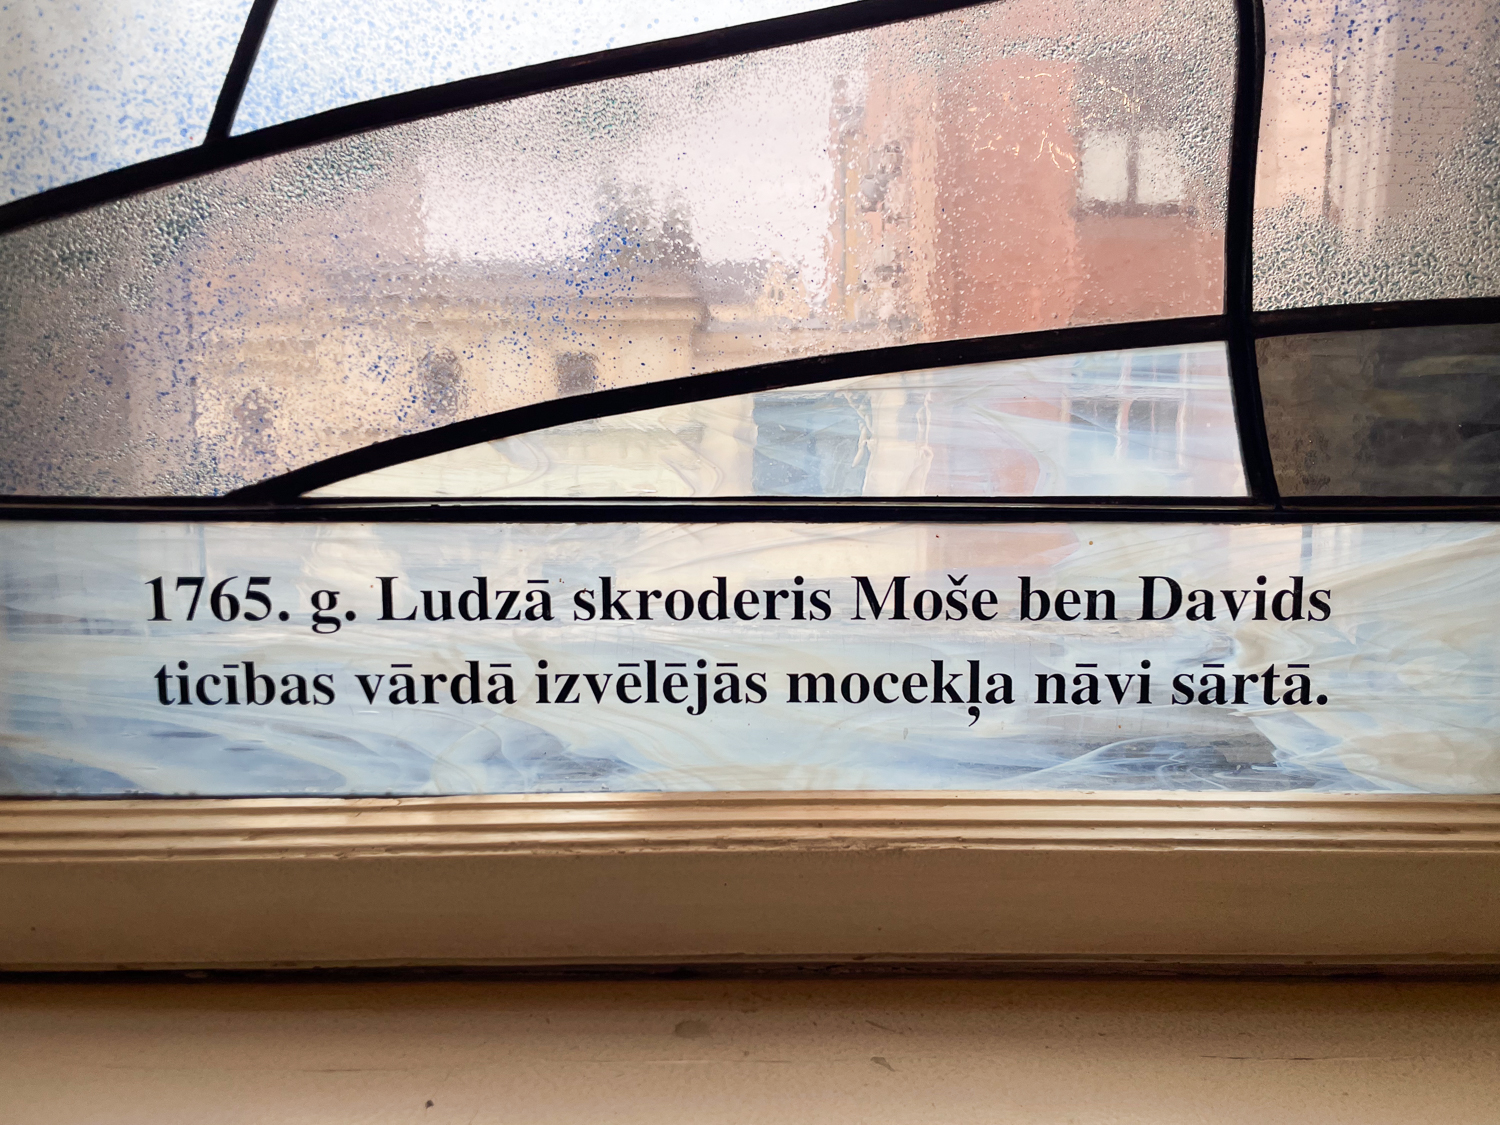 1765. g. Ludzā skroderis Moše ben Davids
ticības vārdā izvēlējās mocekļa nāvi sārtā.